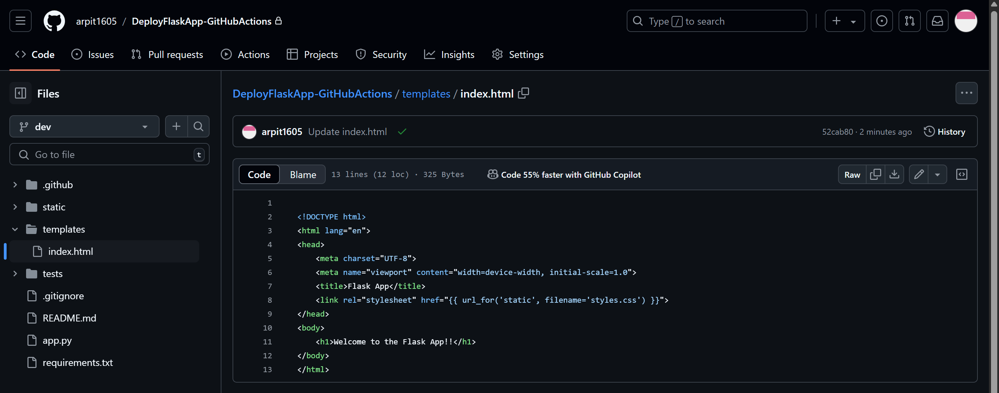 arpit1605 / DeployFlaskApp-GitHubActions
Type / to search
Code Issues Pull requests Actions Projects Security Insights Settings
Files
dev
Go to file t
.github
static
templates
index.html
tests
.gitignore
README.md
app.py
requirements.txt
DeployFlaskApp-GitHubActions / templates / index.html
arpit1605 Update index.html
52cab80 · 2 minutes ago History
Code Blame 13 lines (12 loc) · 325 Bytes Code 55% faster with GitHub Copilot Raw
1
2 <!DOCTYPE html>
3 <html lang="en">
4 <head>
5     <meta charset="UTF-8">
6     <meta name="viewport" content="width=device-width, initial-scale=1.0">
7     <title>Flask App</title>
8     <link rel="stylesheet" href="{{ url_for('static', filename='styles.css') }}">
9 </head>
10 <body>
11     <h1>Welcome to the Flask App!!</h1>
12 </body>
13 </html>